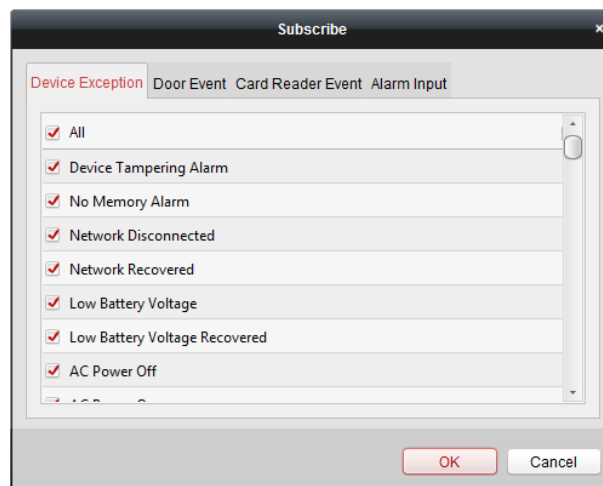 Subscribe
Device Exception Door Event Card Reader Event Alarm Input
All
Device Tampering Alarm
No Memory Alarm
Network Disconnected
Network Recovered
Low Battery Voltage
Low Battery Voltage Recovered
AC Power Off
OK Cancel